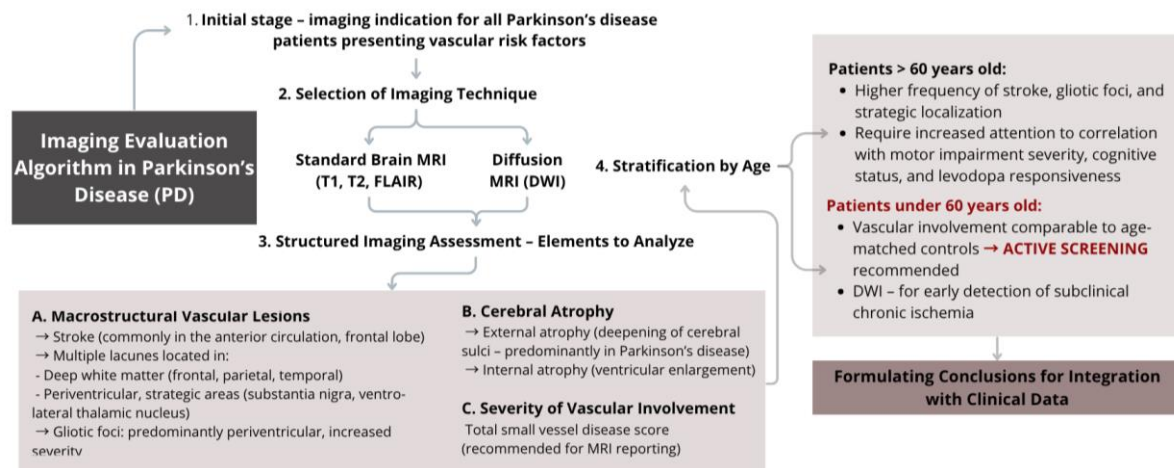 1. Initial stage – imaging indication for all Parkinson's disease
patients presenting vascular risk factors
Imaging Evaluation
Algorithm in Parkinson's
Disease (PD)
2. Selection of Imaging Technique
Standard Brain MRI
(T1, T2, FLAIR)
Diffusion
MRI (DWI)
3. Structured Imaging Assessment – Elements to Analyze
A. Macrostructural Vascular Lesions
→ Stroke (commonly in the anterior circulation, frontal lobe)
→ Multiple lacunes located in:
- Deep white matter (frontal, parietal, temporal)
- Periventricular, strategic areas (substantia nigra, ventro-
lateral thalamic nucleus)
→ Gliotic foci: predominantly periventricular, increased
severity
B. Cerebral Atrophy
→ External atrophy (deepening of cerebral
sulci – predominantly in Parkinson's disease)
→ Internal atrophy (ventricular enlargement)
C. Severity of Vascular Involvement
Total small vessel disease score
(recommended for MRI reporting)
4. Stratification by Age
Patients > 60 years old:
• Higher frequency of stroke, gliotic foci, and
strategic localization
• Require increased attention to correlation
with motor impairment severity, cognitive
status, and levodopa responsiveness
Patients under 60 years old:
• Vascular involvement comparable to age-
matched controls → ACTIVE SCREENING
recommended
• DWI – for early detection of subclinical
chronic ischemia
Formulating Conclusions for Integration
with Clinical Data